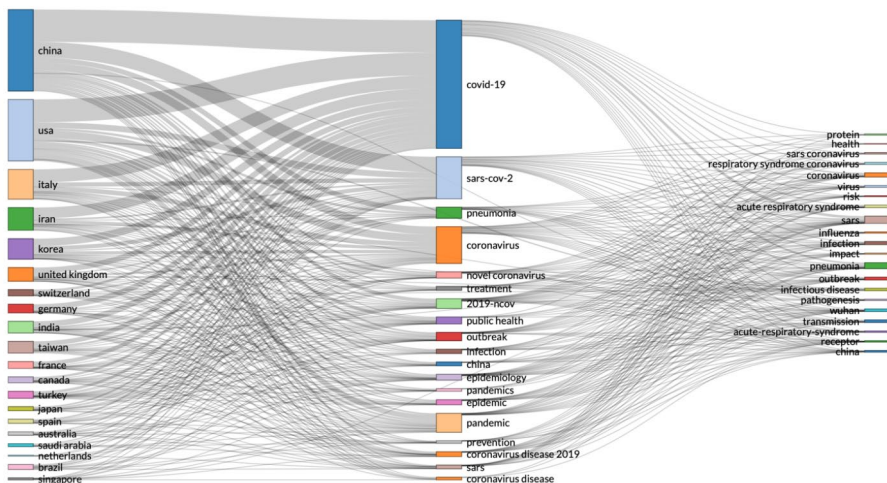 china
usa
italy
iran
korea
united kingdom
switzerland
germany
india
taiwan
france
canada
turkey
japan
spain
australia
saudi arabia
netherlands
brazil
singapore
covid-19
sars-cov-2
pneumonia
coronavirus
novel coronavirus
treatment
2019-ncov
public health
outbreak
infection
china
epidemiology
pandemics
epidemic
pandemic
prevention
coronavirus disease 2019
sars
coronavirus disease
protein
health
sars coronavirus
respiratory syndrome coronavirus
coronavirus
virus
risk
acute respiratory syndrome
sars
influenza
infection
impact
pneumonia
outbreak
infectious disease
pathogenesis
wuhan
transmission
acute-respiratory-syndrome
receptor
china